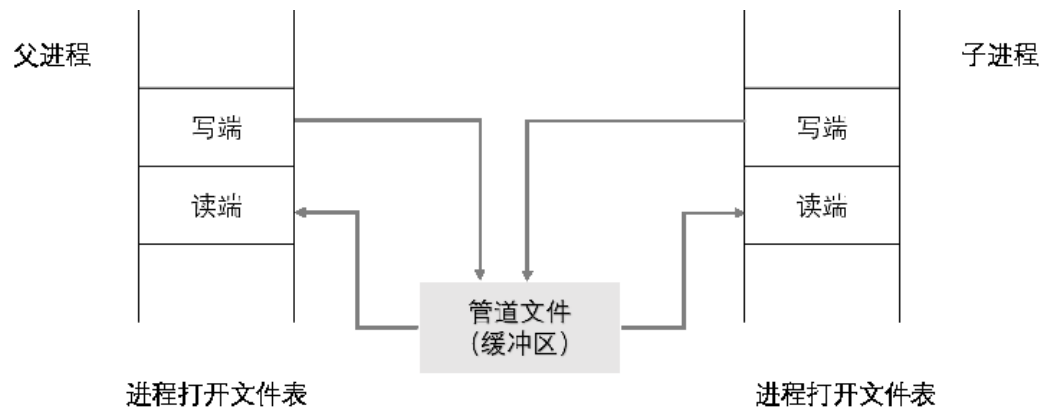 父进程
子进程
写端
写端
读端
读端
管道文件
(缓冲区)
进程打开文件表
进程打开文件表